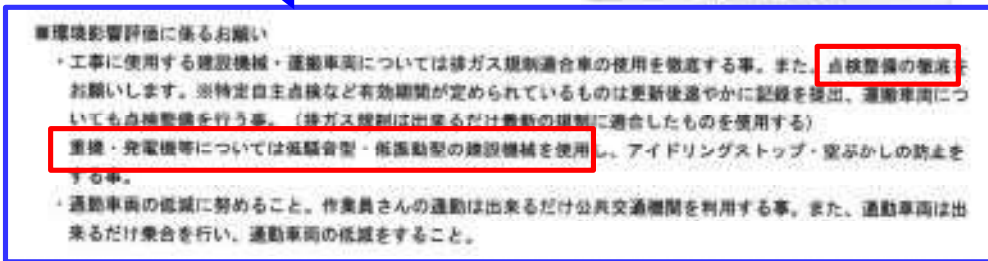 ■環境影響評価に係るお願い
・工事に使用する建設機械・運搬車両については排ガス規制適合車の使用を徹底する事。また、点検整備の徹底を
お願いします。※特定自主点検など有効期間が定められているものは更新後速やかに記録を提出、運搬車両につ
いても点検整備を行う事。（排ガス規制は出来るだけ最新の規制に適合したものを使用する）
重機・発電機等については低騒音型・低振動型の建設機械を使用し、アイドリングストップ・空ぶかしの防止を
する事。
・通勤車両の低減に努めること。作業員さんの通勤は出来るだけ公共交通機関を利用する事。また、通勤車両は出
来るだけ乗合を行い、通勤車両の低減をすること。